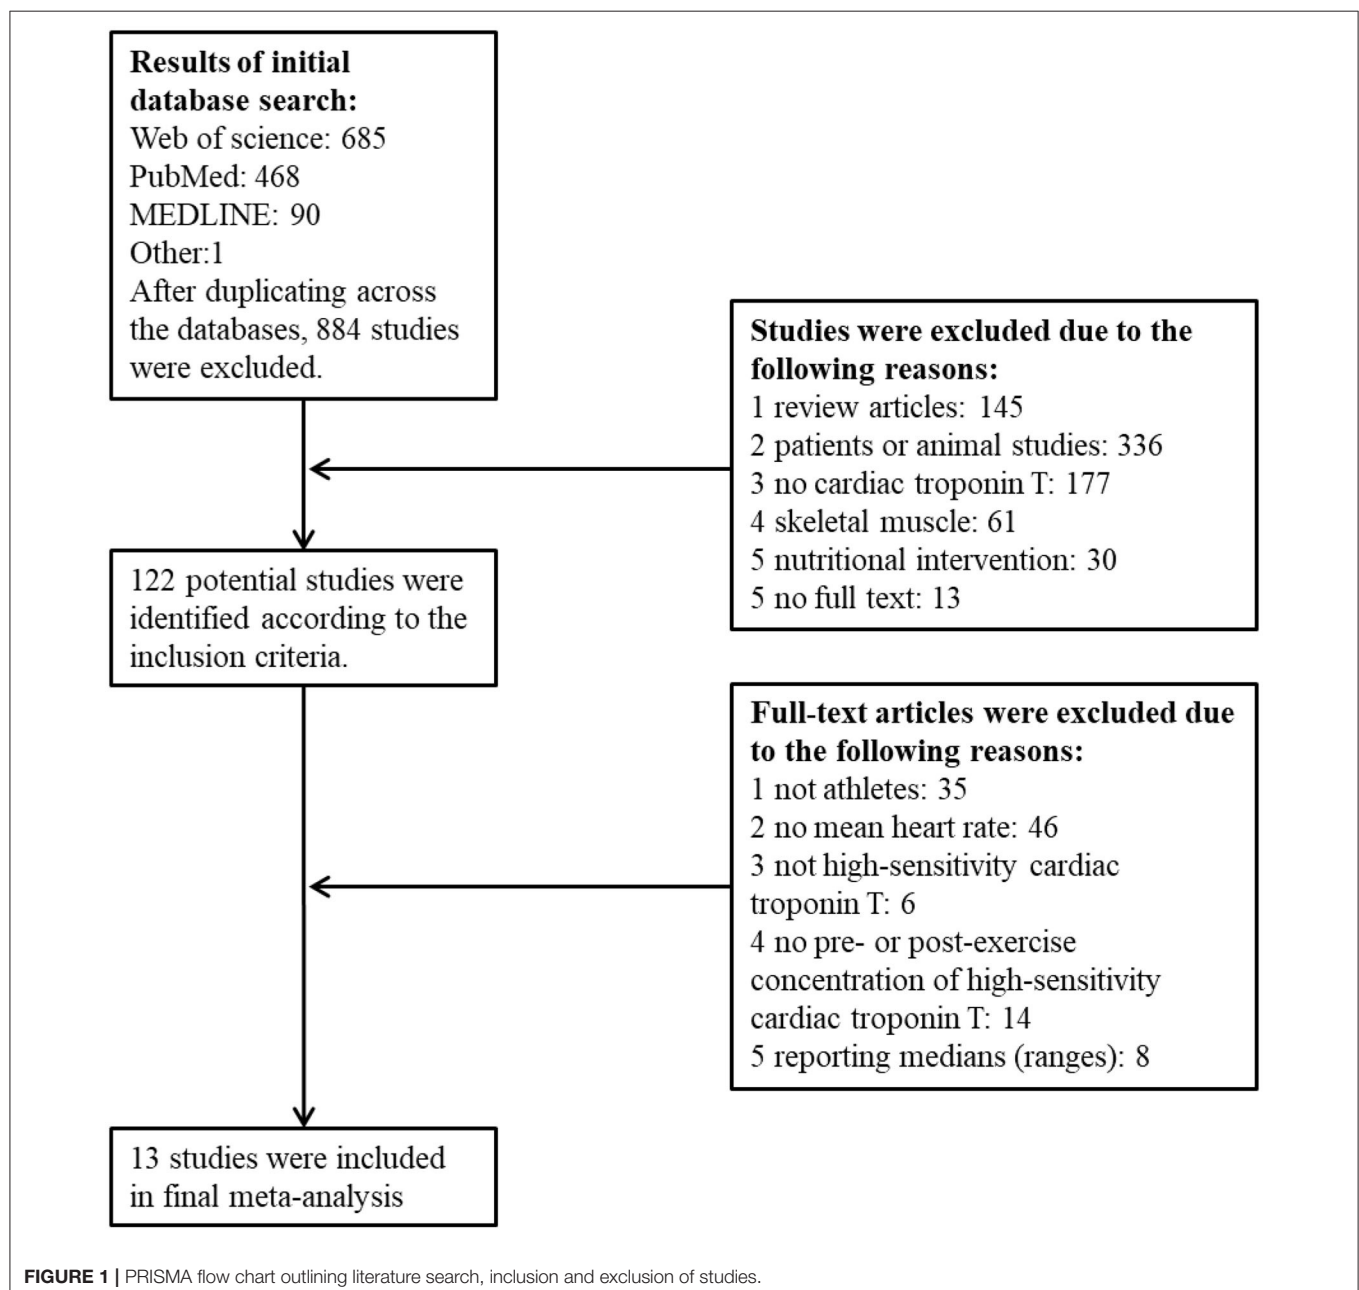 Results of initial
database search:
Web of science: 685
PubMed: 468
MEDLINE: 90
Other:1
After duplicating across
the databases, 884 studies
were excluded.
Studies were excluded due to the
following reasons:
1 review articles: 145
2 patients or animal studies: 336
3 no cardiac troponin T: 177
4 skeletal muscle: 61
5 nutritional intervention: 30
5 no full text: 13
122 potential studies were
identified according to the
inclusion criteria.
Full-text articles were excluded due
to the following reasons:
1 not athletes: 35
2 no mean heart rate: 46
3 not high-sensitivity cardiac
troponin T: 6
4 no pre- or post-exercise
concentration of high-sensitivity
cardiac troponin T: 14
5 reporting medians (ranges): 8
13 studies were included
in final meta-analysis
FIGURE 1 | PRISMA flow chart outlining literature search, inclusion and exclusion of studies.